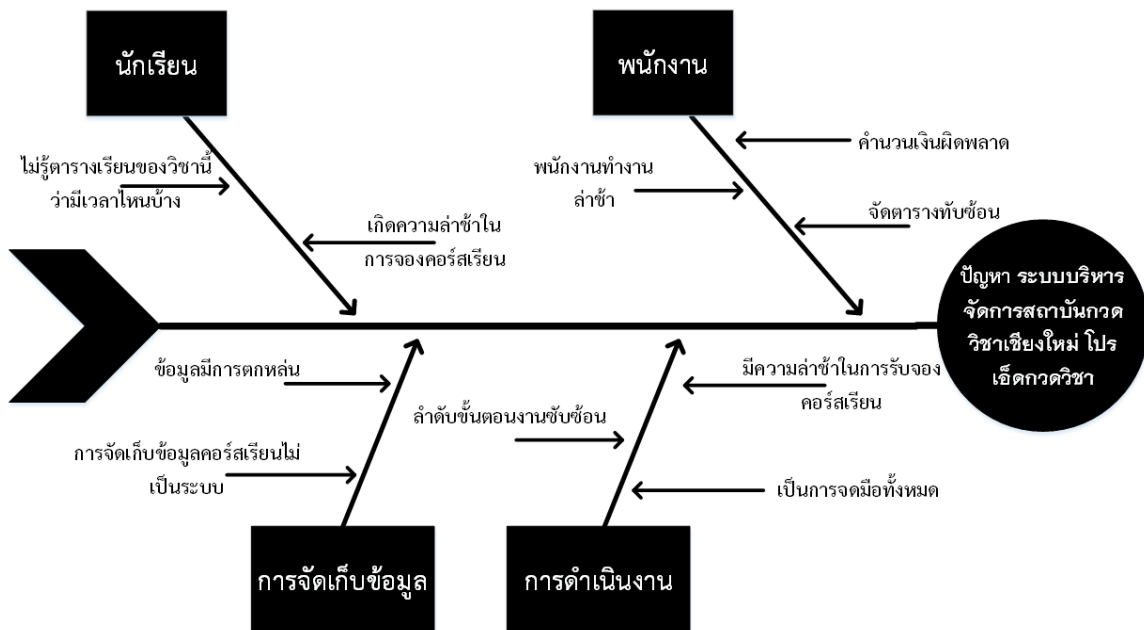 นักเรียน
พนักงาน
ไม่รู้ตารางเรียนของวิชานี้
ว่ามีเวลาไหนบ้าง
เกิดความล่าช้าใน
การจองคอร์สเรียน
คำนวนเงินผิดพลาด
พนักงานทำงาน
ล่าช้า
จัดตารางทับซ้อน
ปัญหา ระบบบริหาร
จัดการสถาบันกวด
วิชาเชียงใหม่ โปร
เอ็ดกวดวิชา
ข้อมูลมีการตกหล่น
การจัดเก็บข้อมูลคอร์สเรียนไม่
เป็นระบบ
มีความล่าช้าในการรับจอง
คอร์สเรียน
ลำดับขั้นตอนงานซับซ้อน
เป็นการจดมือทั้งหมด
การจัดเก็บข้อมูล
การดำเนินงาน